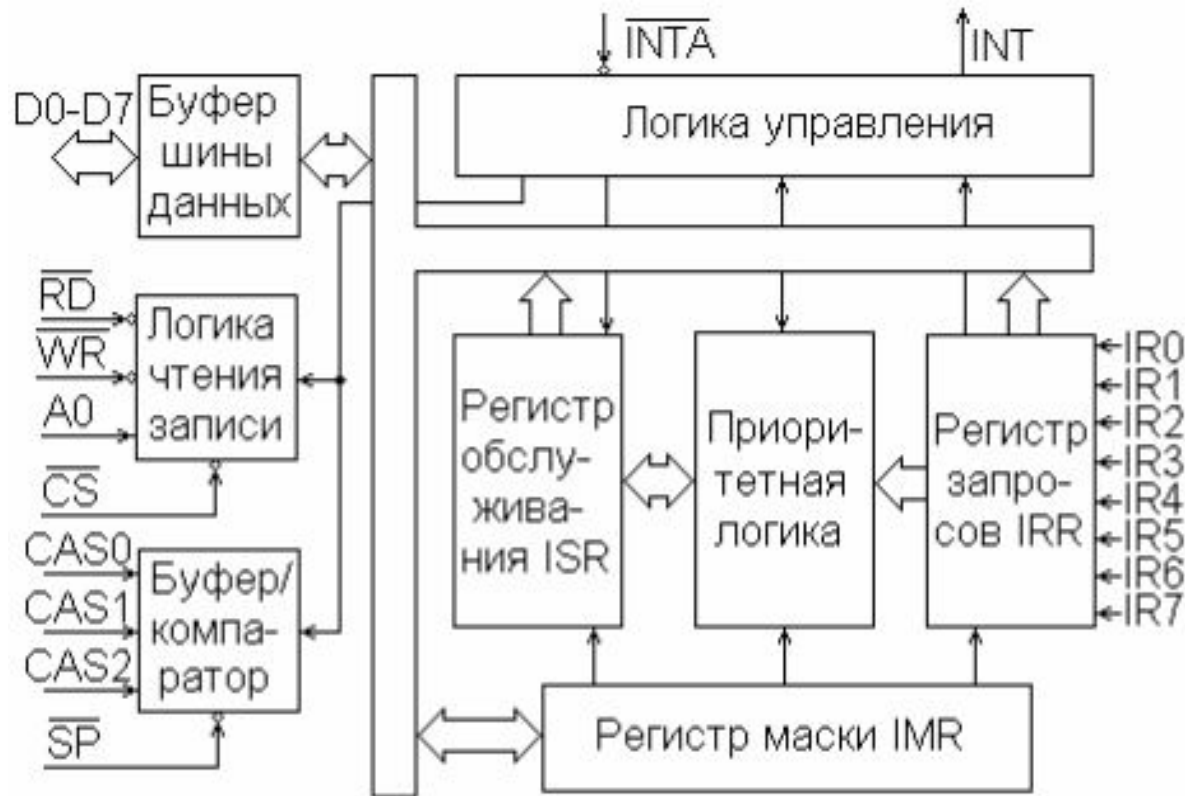 INTA
INT
D0-D7
Буфер
шины
данных
Логика управления
RD
WR
A0
CS
Логика
чтения
записи
CAS0
CAS1
CAS2
SP
Буфер/
компа-
ратор
Регистр
обслу-
жива-
ния ISR
Приори-
тетная
логика
Регистр
запро-
сов IRR
IR0
IR1
IR2
IR3
IR4
IR5
IR6
IR7
Регистр маски IMR